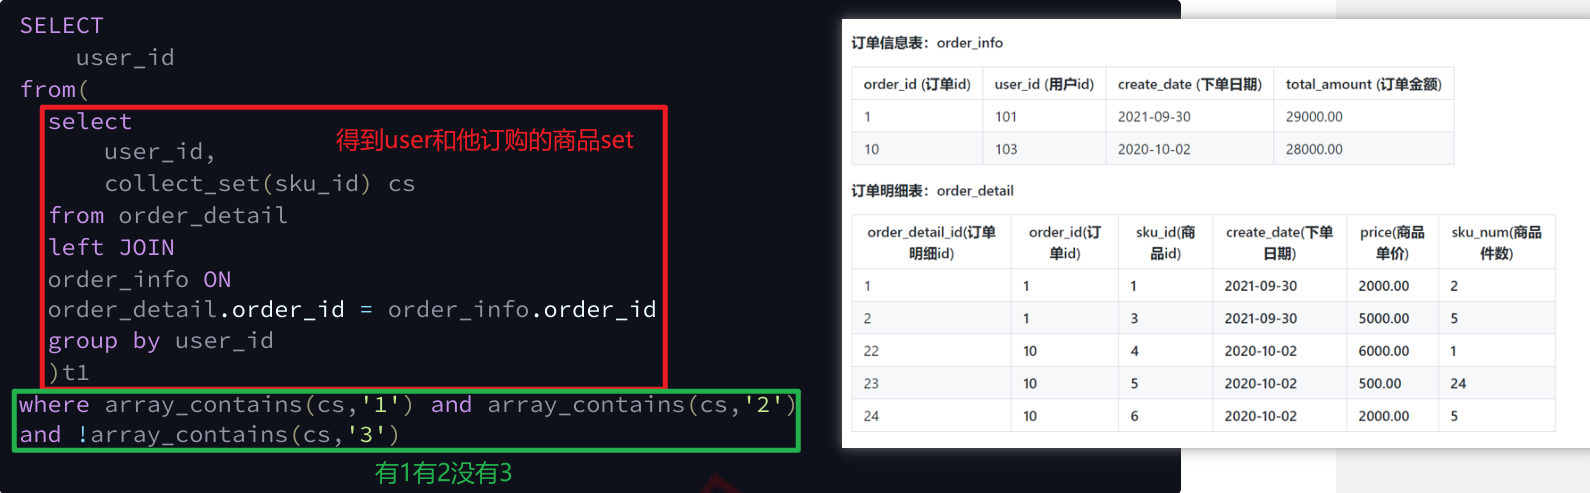 SELECT
user_id
from(
select
user_id,
得到user和他订购的商品set
collect_set(sku_id) cs
from order_detail
left JOIN
order_info ON
order_detail.order_id = order_info.order_id
group by user_id
)t1
where array_contains(cs,'1') and array_contains(cs,'2')
and !array_contains(cs,'3')
有1有2没有3
订单信息表：order_info
order_id (订单id) user_id (用户id) create_date (下单日期) total_amount (订单金额)
1 101 2021-09-30 29000.00
10 103 2020-10-02 28000.00
订单明细表：order_detail
order_detail_id(订单 order_id(订 sku_id(商 create_date(下单 price(商品 sku_num(商品
明细id) 单id) 品id) 日期) 单价) 件数)
1 1 1 2021-09-30 2000.00 2
2 1 3 2021-09-30 5000.00 5
22 10 4 2020-10-02 6000.00 1
23 10 5 2020-10-02 500.00 24
24 10 6 2020-10-02 2000.00 5